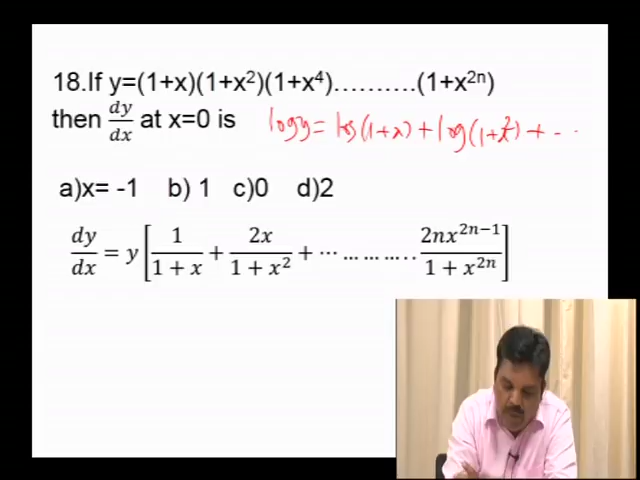 18.If y=(1+x)(1+x²)(1+x⁴)……….(1+x²ⁿ)
then dy/dx at x=0 is log y = log(1+x) + log(1+x²) + - - -
a)x= -1 b) 1 c)0 d)2
dy/dx = y [ 1/(1+x) + 2x/(1+x²) + ⋯ … … … . . 2nx²ⁿ⁻¹/(1+x²ⁿ) ]